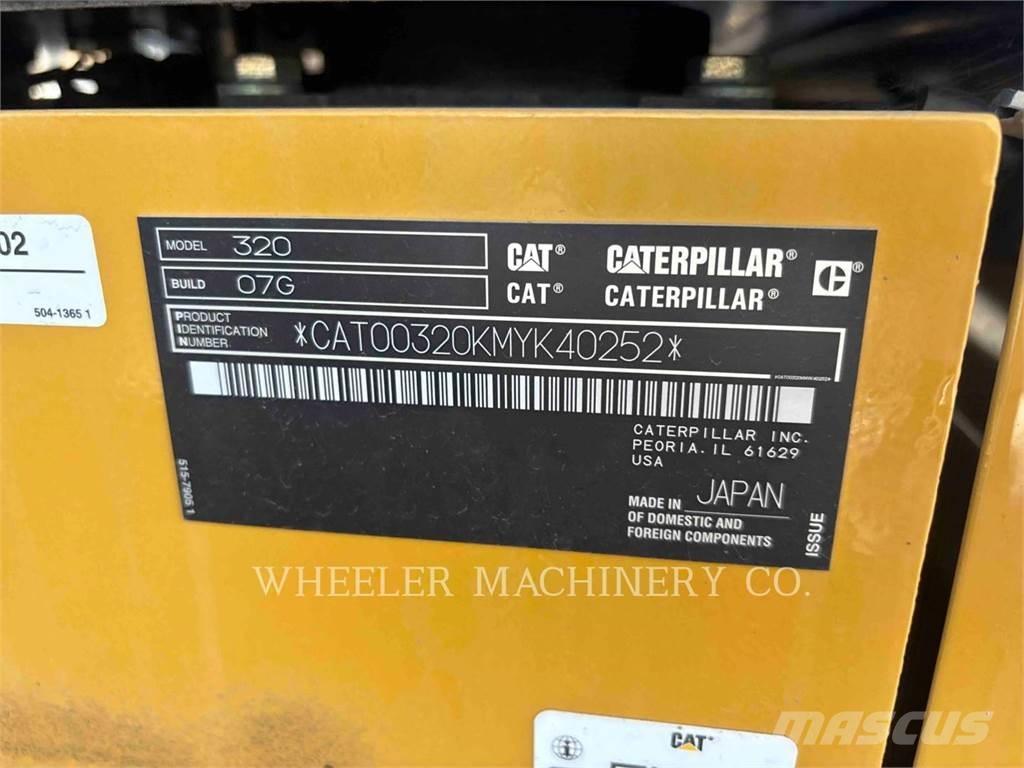 02
504-1365 1
MODEL 320
BUILD 07G
CAT® CATERPILLAR® ®
CAT® CATERPILLAR®
PRODUCT
IDENTIFICATION
NUMBER
*CAT00320KMYK40252*
*CAT00320KMYK40252*
CATERPILLAR INC.
PEORIA. IL 61629
USA
MADE IN JAPAN
OF DOMESTIC AND
FOREIGN COMPONENTS
515-7905 1
ISSUE
WHEELER MACHINERY CO.
CAT
MASCUS